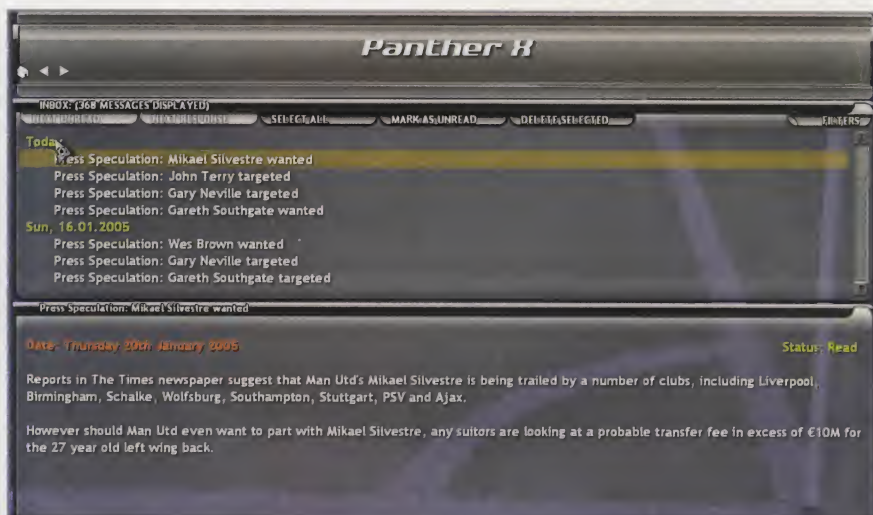 Panther X
INBOX: (368 MESSAGES DISPLAYED)
NEXT UNREAD NEXT RESPONSE SELECT ALL MARK AS UNREAD DELETE SELECTED FILTERS
Today
Press Speculation: Mikael Silvestre wanted
Press Speculation: John Terry targeted
Press Speculation: Gary Neville targeted
Press Speculation: Gareth Southgate wanted
Sun, 16.01.2005
Press Speculation: Wes Brown wanted
Press Speculation: Gary Neville targeted
Press Speculation: Gareth Southgate targeted
Press Speculation: Mikael Silvestre wanted
Date: Thursday 20th January 2005 Status: Read
Reports in The Times newspaper suggest that Man Utd's Mikael Silvestre is being trailed by a number of clubs, including Liverpool,
Birmingham, Schalke, Wolfsburg, Southampton, Stuttgart, PSV and Ajax.
However should Man Utd even want to part with Mikael Silvestre, any suitors are looking at a probable transfer fee in excess of €10M for
the 27 year old left wing back.